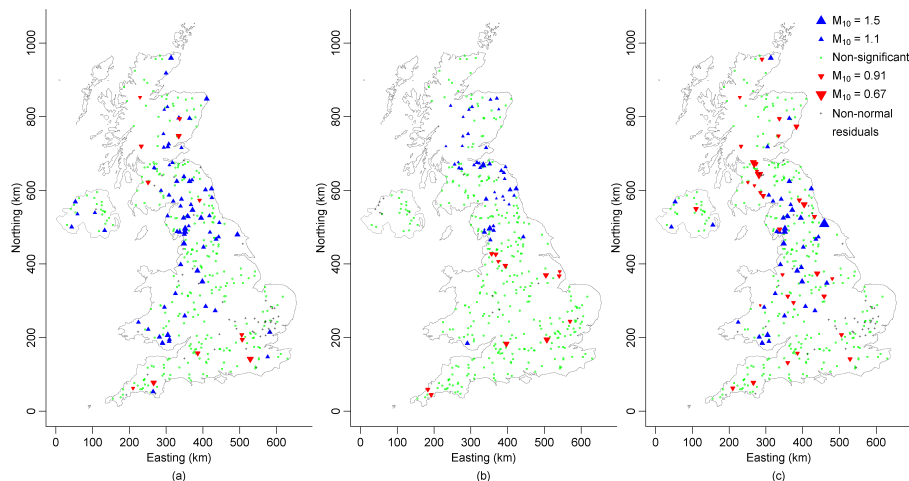 M10 = 1.5
M10 = 1.1
Non-significant
M10 = 0.91
M10 = 0.67
Non-normal
residuals
Northing (km)
0 200 400 600 800 1000
0 100 200 300 400 500 600
Easting (km)
(a)
Northing (km)
0 200 400 600 800 1000
0 100 200 300 400 500 600
Easting (km)
(b)
Northing (km)
0 200 400 600 800 1000
0 100 200 300 400 500 600
Easting (km)
(c)